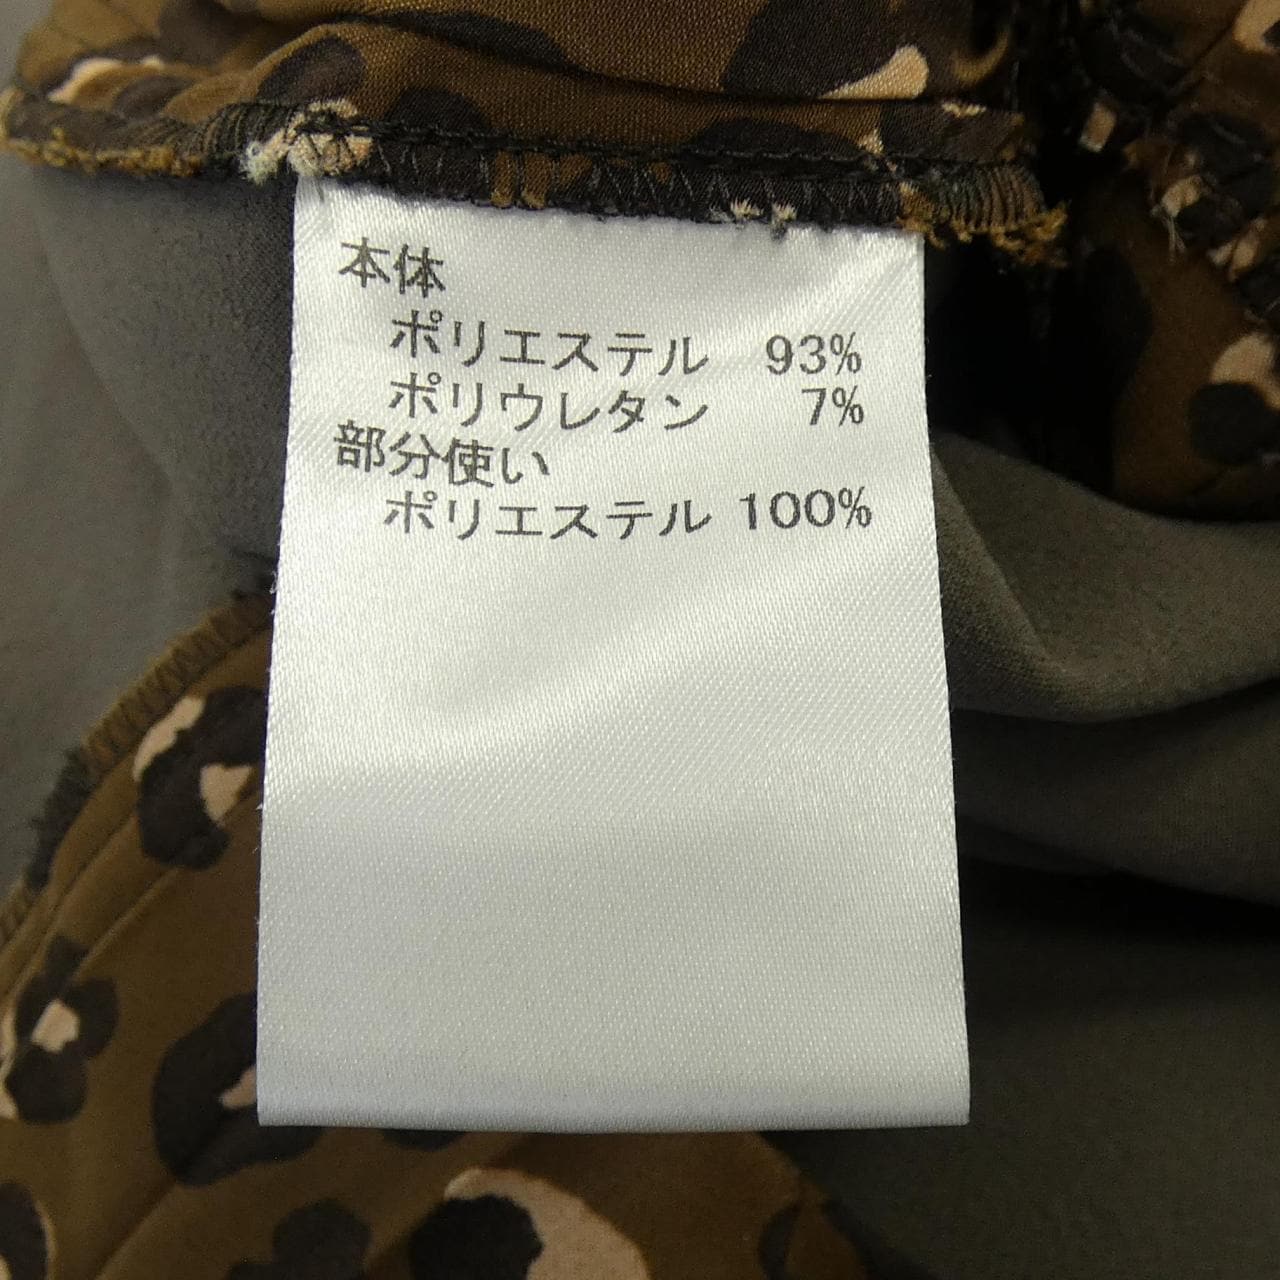 本体
ポリエステル 93%
ポリウレタン 7%
部分使い
ポリエステル 100%